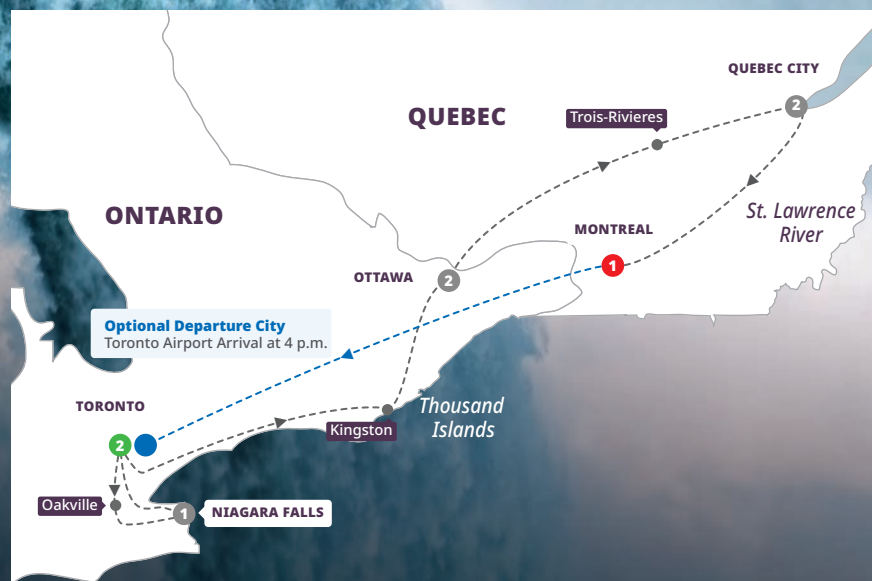 QUEBEC CITY
2
QUEBEC
Trois-Rivieres
ONTARIO
St. Lawrence
River
MONTREAL
1
OTTAWA
2
Optional Departure City
Toronto Airport Arrival at 4 p.m.
TORONTO
2
Thousand
Islands
Kingston
Oakville
1
NIAGARA FALLS